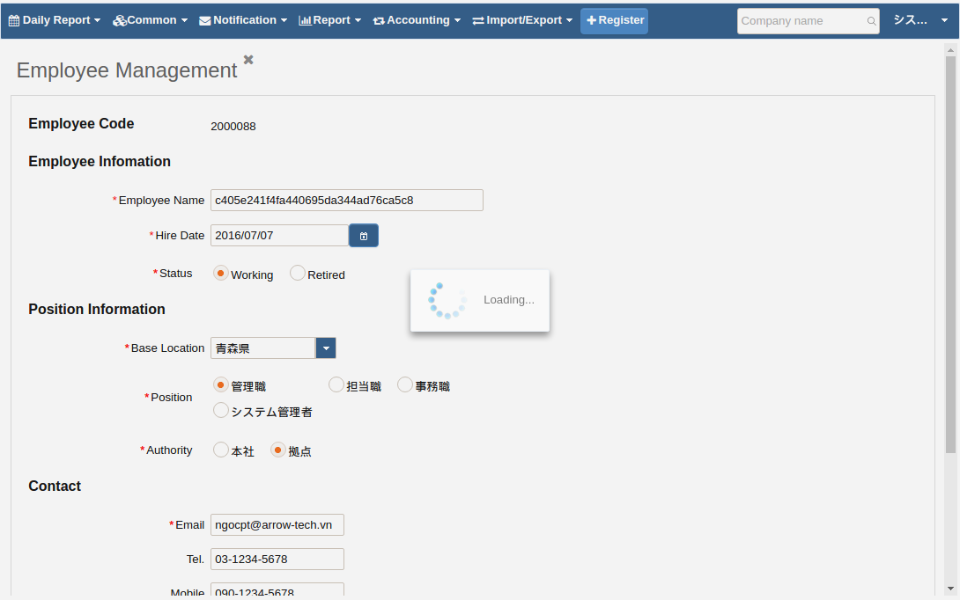 Daily Report Common Notification Report Accounting Import/Export Register Company name シス...
Employee Management
Employee Code 2000088
Employee Infomation
*Employee Name c405e241f4fa440695da344ad76ca5c8
*Hire Date 2016/07/07
*Status Working Retired
Loading...
Position Information
*Base Location 青森県
*Position 管理職 担当職 事務職
システム管理者
*Authority 本社 拠点
Contact
*Email ngocpt@arrow-tech.vn
Tel. 03-1234-5678
Mobile 090-1234-5678